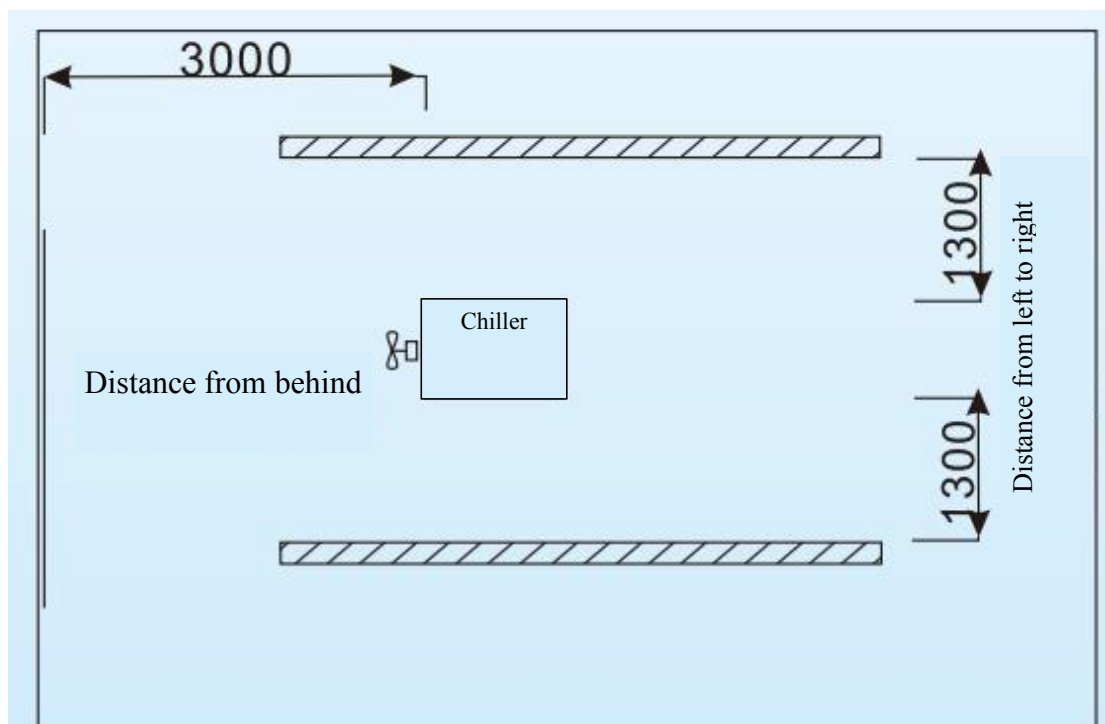 3000
1300
Distance from left to right
Chiller
Distance from behind
1300